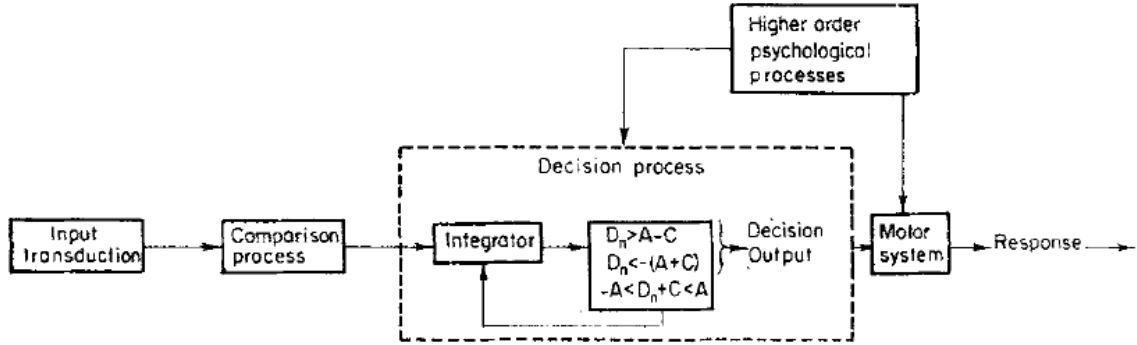 Higher order
psychological
processes
Decision process
Input
transduction
Comparison
process
Integrator
Dₙ>A-C
Dₙ<-(A+C)
-A<Dₙ+C<A
Decision
Output
Motor
system
Response